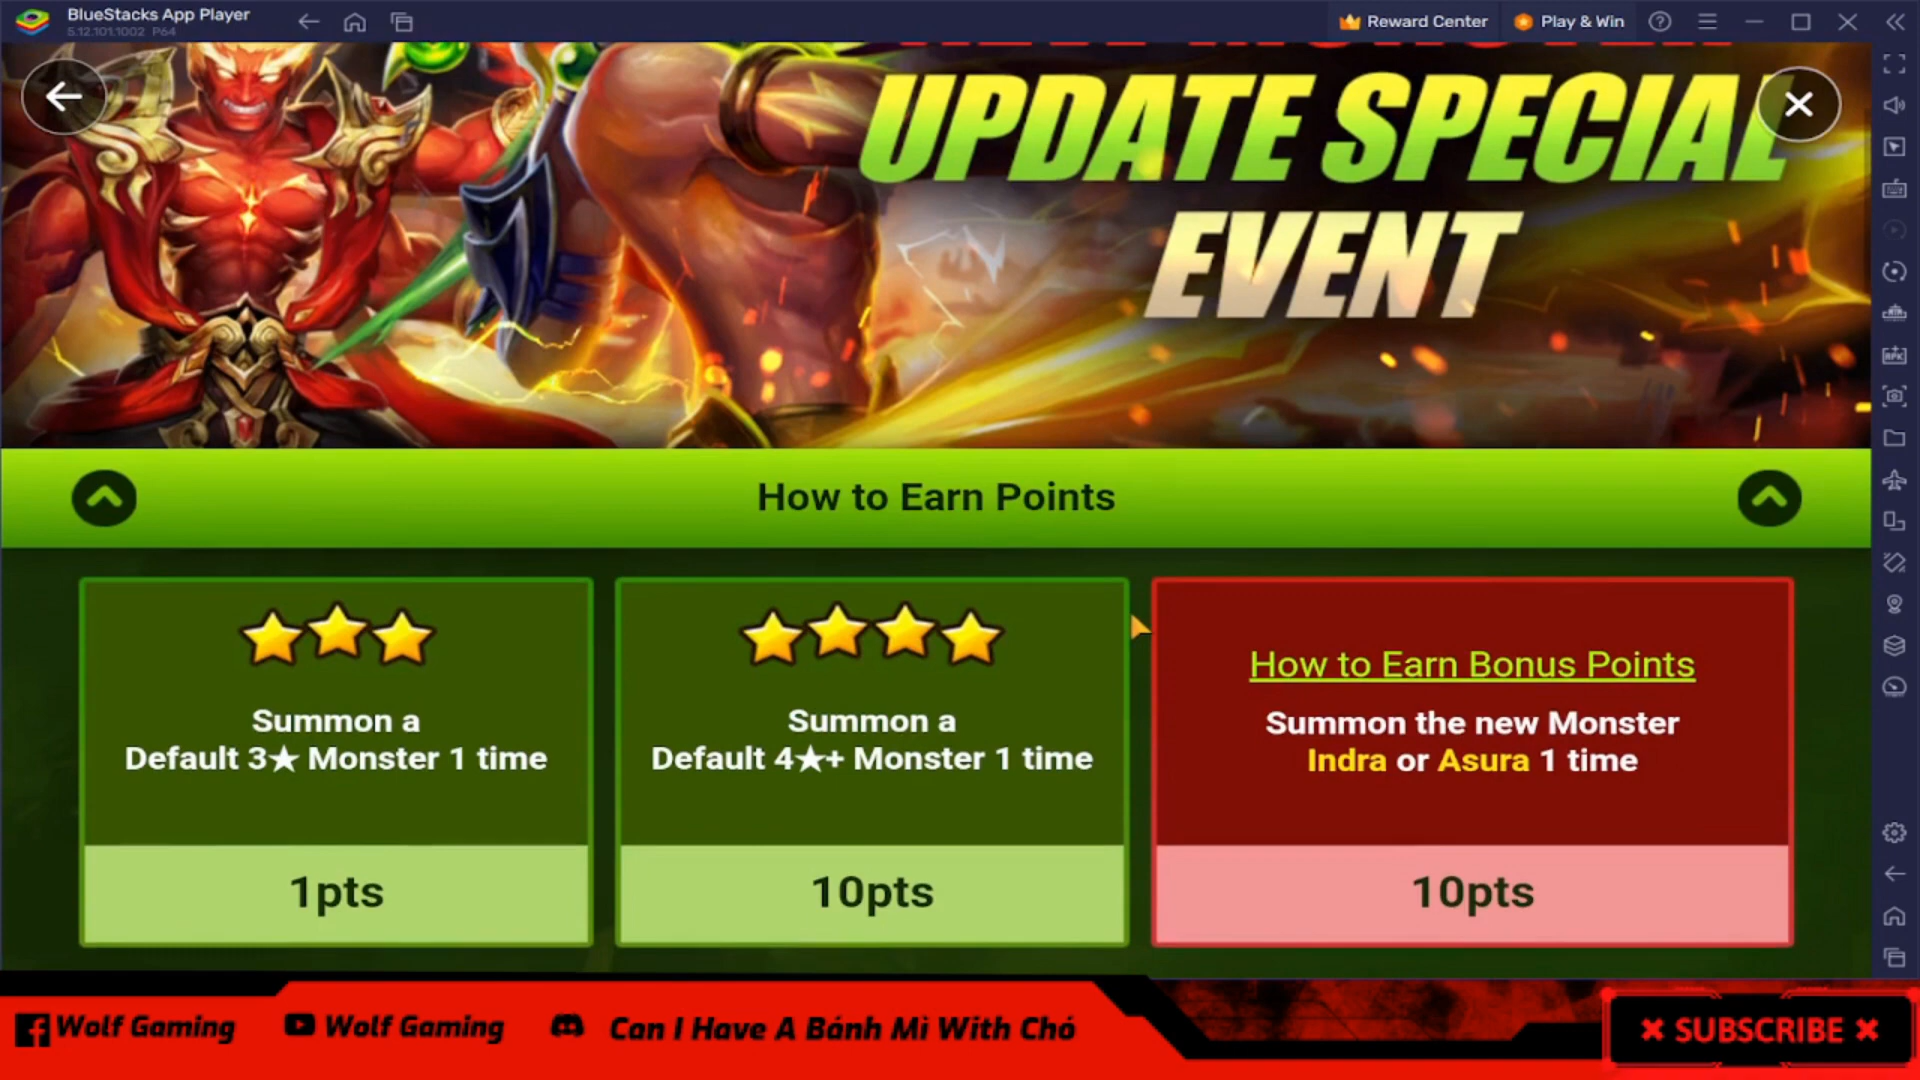 BlueStacks App Player
5.12.101.1002 P64
Reward Center
Play & Win
UPDATE SPECIAL
EVENT
How to Earn Points
Summon a
Default 3★ Monster 1 time
1pts
Summon a
Default 4★+ Monster 1 time
10pts
How to Earn Bonus Points
Summon the new Monster
Indra or Asura 1 time
10pts
Wolf Gaming
Wolf Gaming
Can I Have A Bánh Mì With Chó
SUBSCRIBE